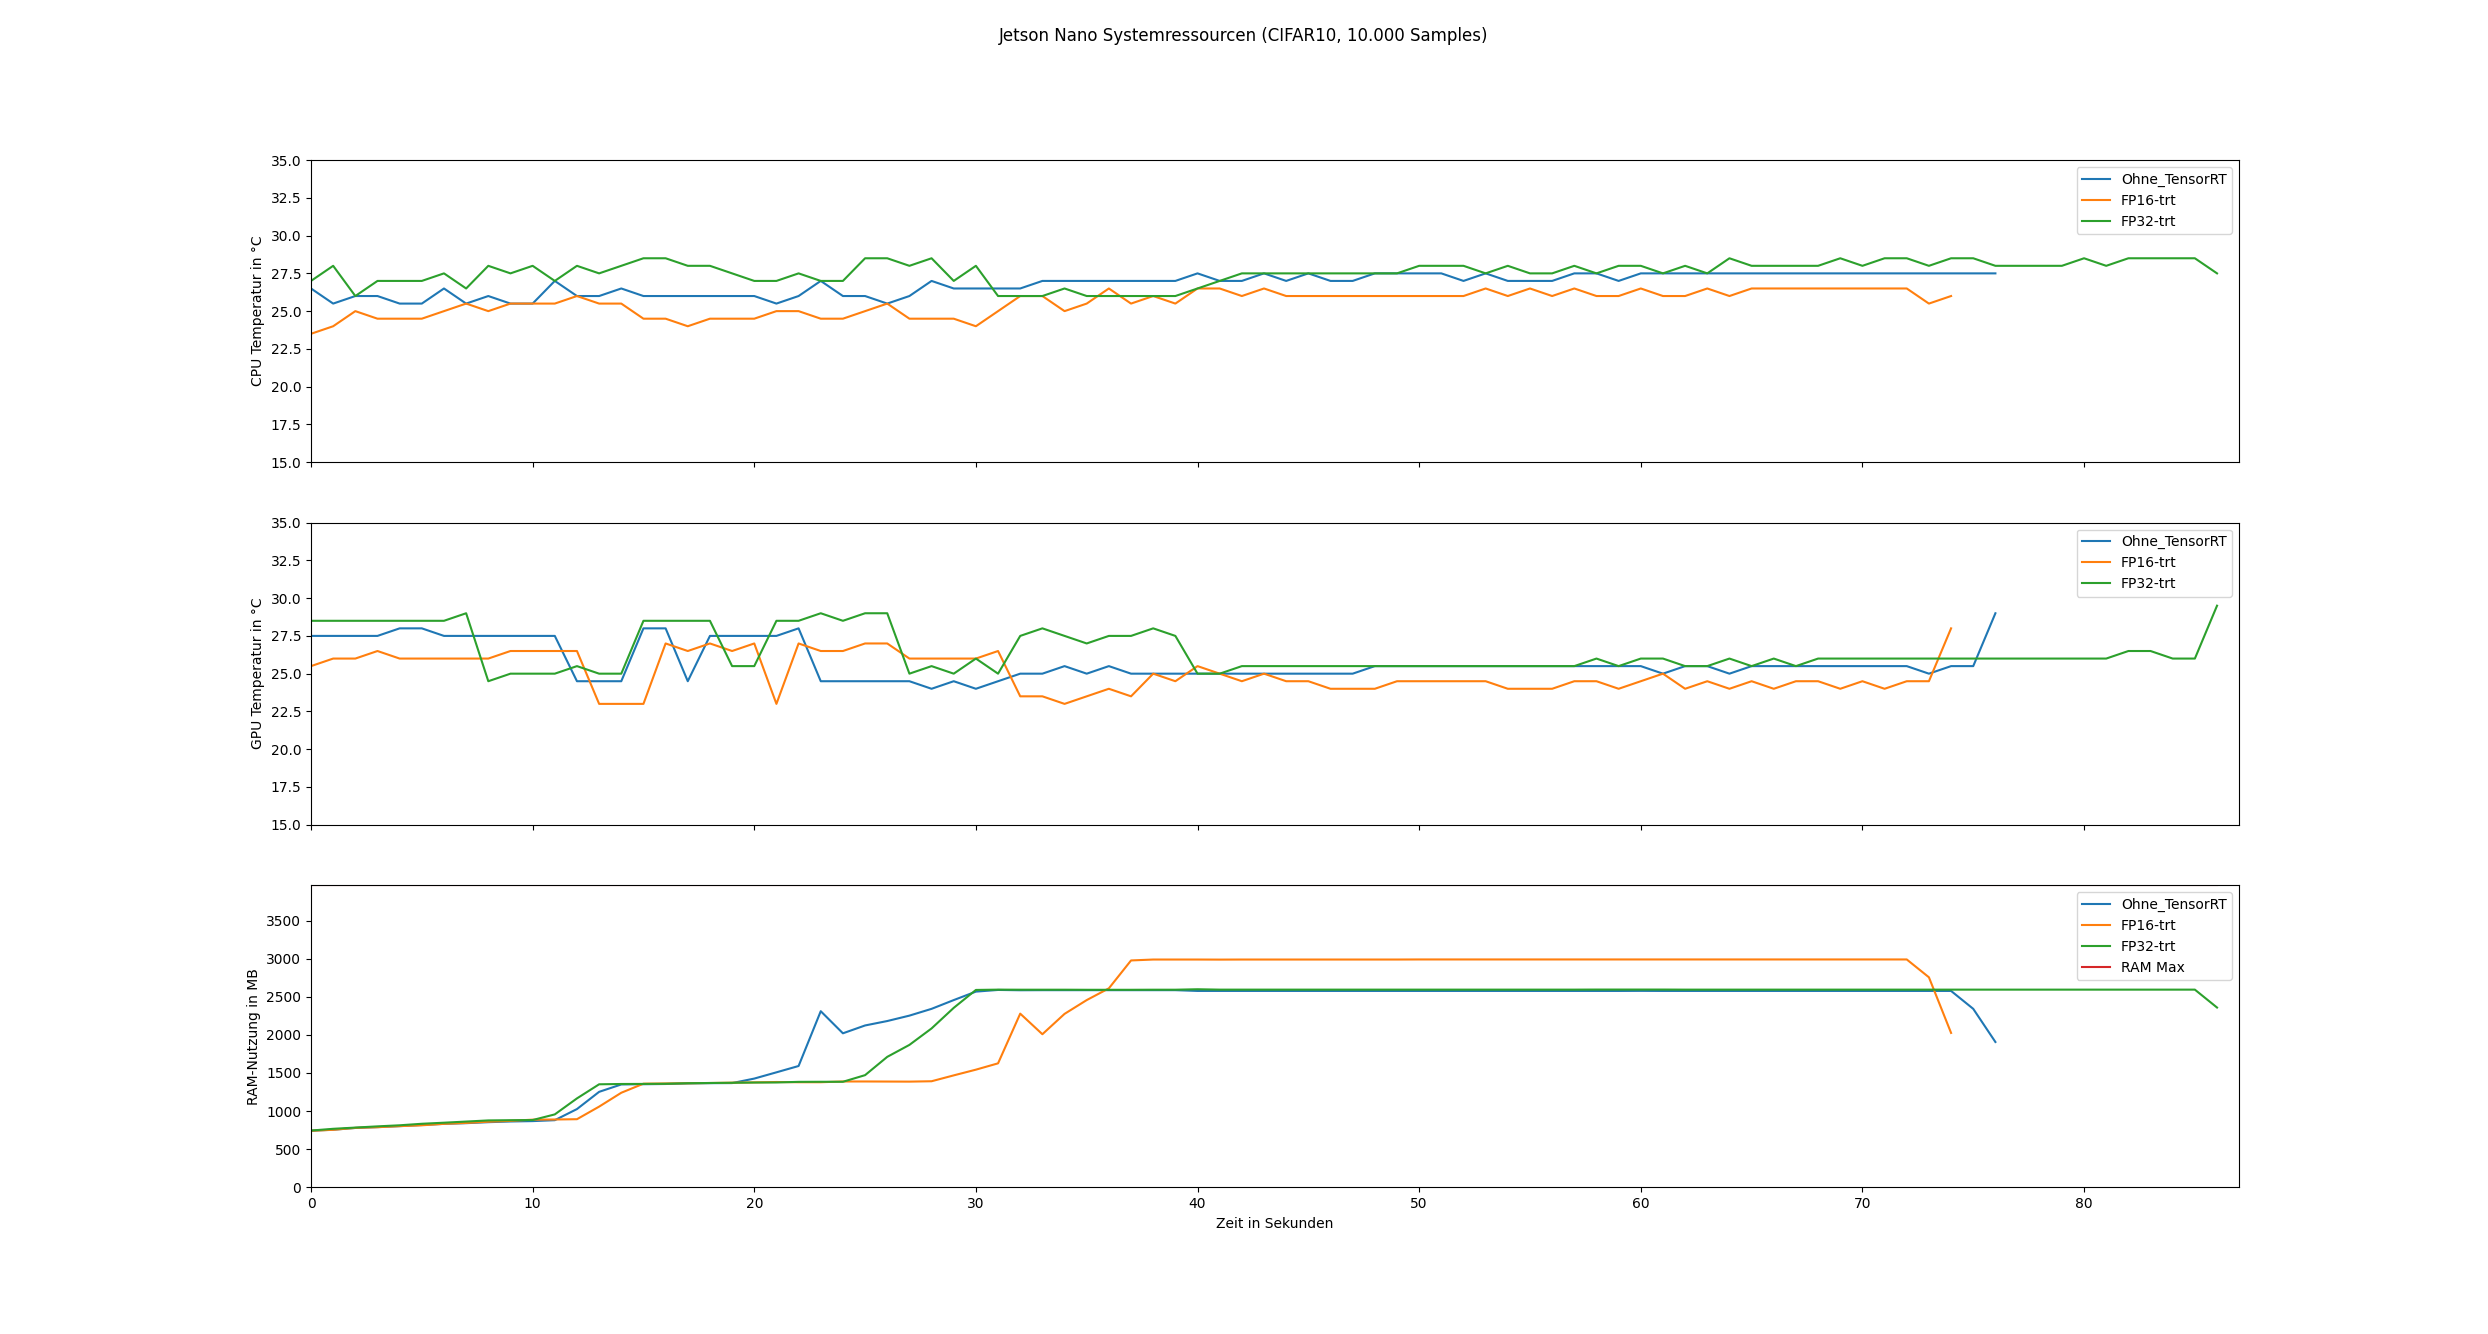 Jetson Nano Systemressourcen (CIFAR10, 10.000 Samples)
CPU Temperatur in °C
35.0
32.5
30.0
27.5
25.0
22.5
20.0
17.5
15.0
Ohne_TensorRT
FP16-trt
FP32-trt
GPU Temperatur in °C
35.0
32.5
30.0
27.5
25.0
22.5
20.0
17.5
15.0
Ohne_TensorRT
FP16-trt
FP32-trt
RAM-Nutzung in MB
3500
3000
2500
2000
1500
1000
500
0
Ohne_TensorRT
FP16-trt
FP32-trt
RAM Max
0 10 20 30 40 50 60 70 80
Zeit in Sekunden